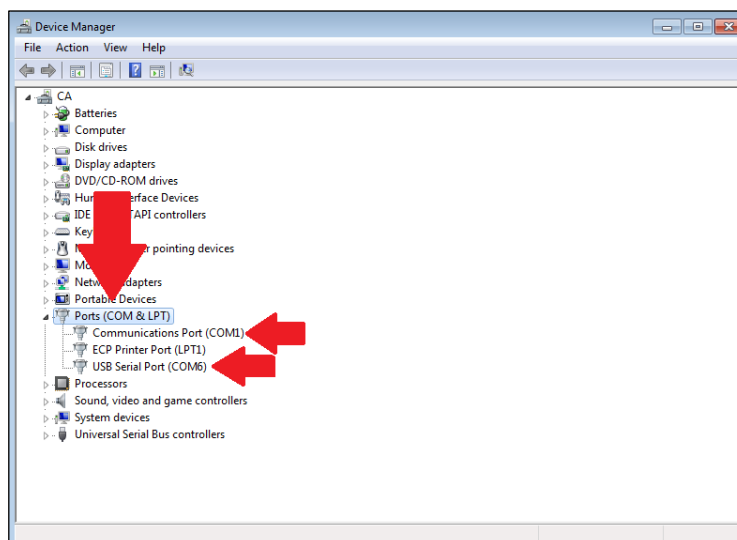 Device Manager
File Action View Help
CA
Batteries
Computer
Disk drives
Display adapters
DVD/CD-ROM drives
Hu erface Devices
IDE TAPI controllers
Key
r pointing devices
Mo
Netw dapters
Portable Devices
Ports (COM & LPT)
Communications Port (COM1)
ECP Printer Port (LPT1)
USB Serial Port (COM6)
Processors
Sound, video and game controllers
System devices
Universal Serial Bus controllers